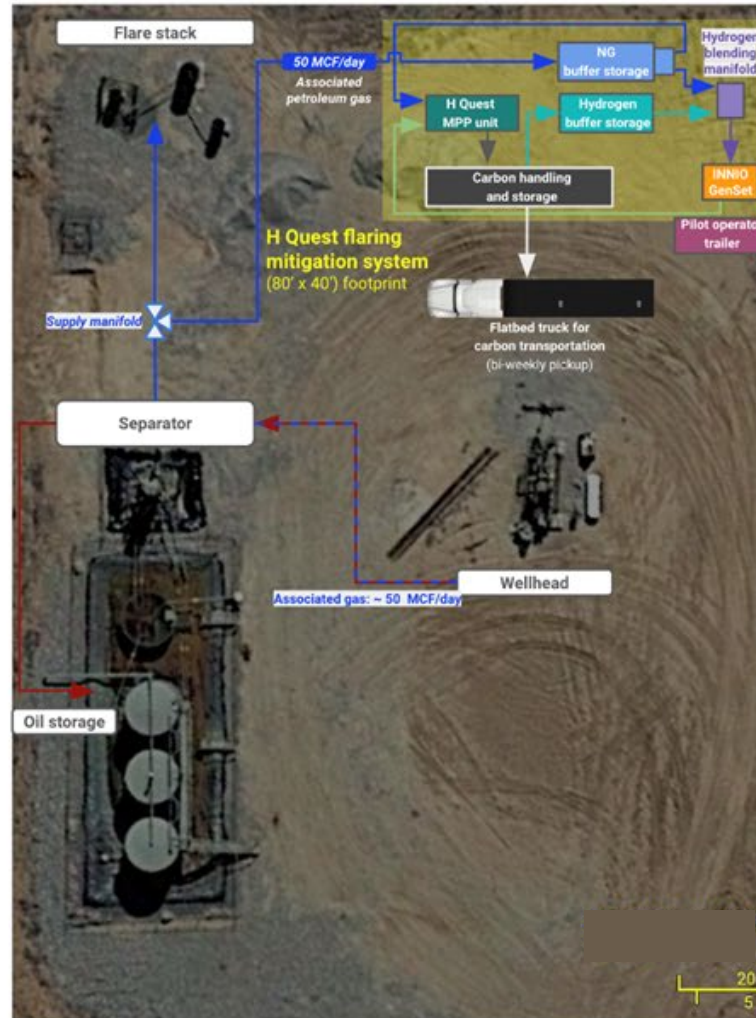 Flare stack
50 MCF/day
Associated
petroleum gas
NG
buffer storage
Hydrogen
blending
manifold
H Quest
MPP unit
Hydrogen
buffer storage
Carbon handling
and storage
INNIO
GenSet
Pilot operator
trailer
H Quest flaring
mitigation system
(80' x 40') footprint
Supply manifold
Flatbed truck for
carbon transportation
(bi-weekly pickup)
Separator
Wellhead
Associated gas: ~ 50 MCF/day
Oil storage
20
5